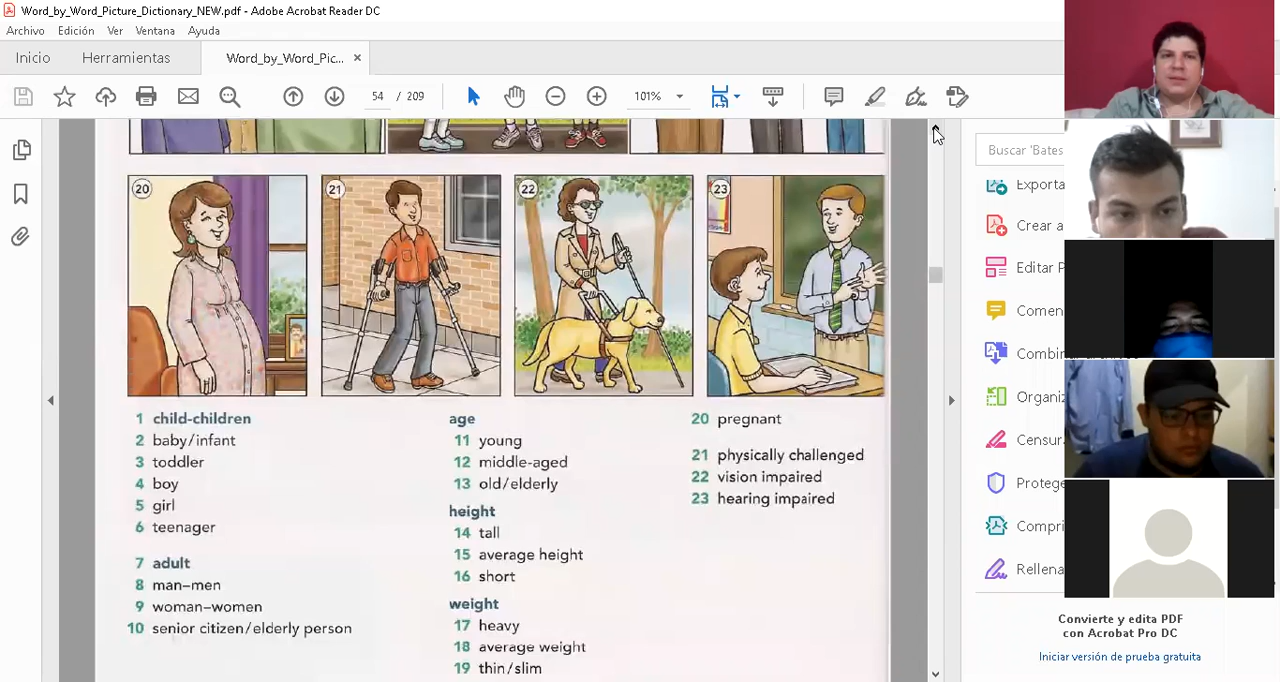 Word_by_Word_Picture_Dictionary_NEW.pdf - Adobe Acrobat Reader DC
Archivo Edición Ver Ventana Ayuda
Inicio Herramientas Word_by_Word_Pic... ×
54 / 209 101%
Buscar 'Bates
Exporta
Crear a
Editar P
Comen
Combin
Organiz
Censur
Protege
Compri
Rellena
Convierte y edita PDF
con Acrobat Pro DC
Iniciar versión de prueba gratuita
20 21 22 23
1 child-children
2 baby/infant
3 toddler
4 boy
5 girl
6 teenager
7 adult
8 man–men
9 woman–women
10 senior citizen/elderly person
age
11 young
12 middle-aged
13 old/elderly
height
14 tall
15 average height
16 short
weight
17 heavy
18 average weight
19 thin/slim
20 pregnant
21 physically challenged
22 vision impaired
23 hearing impaired